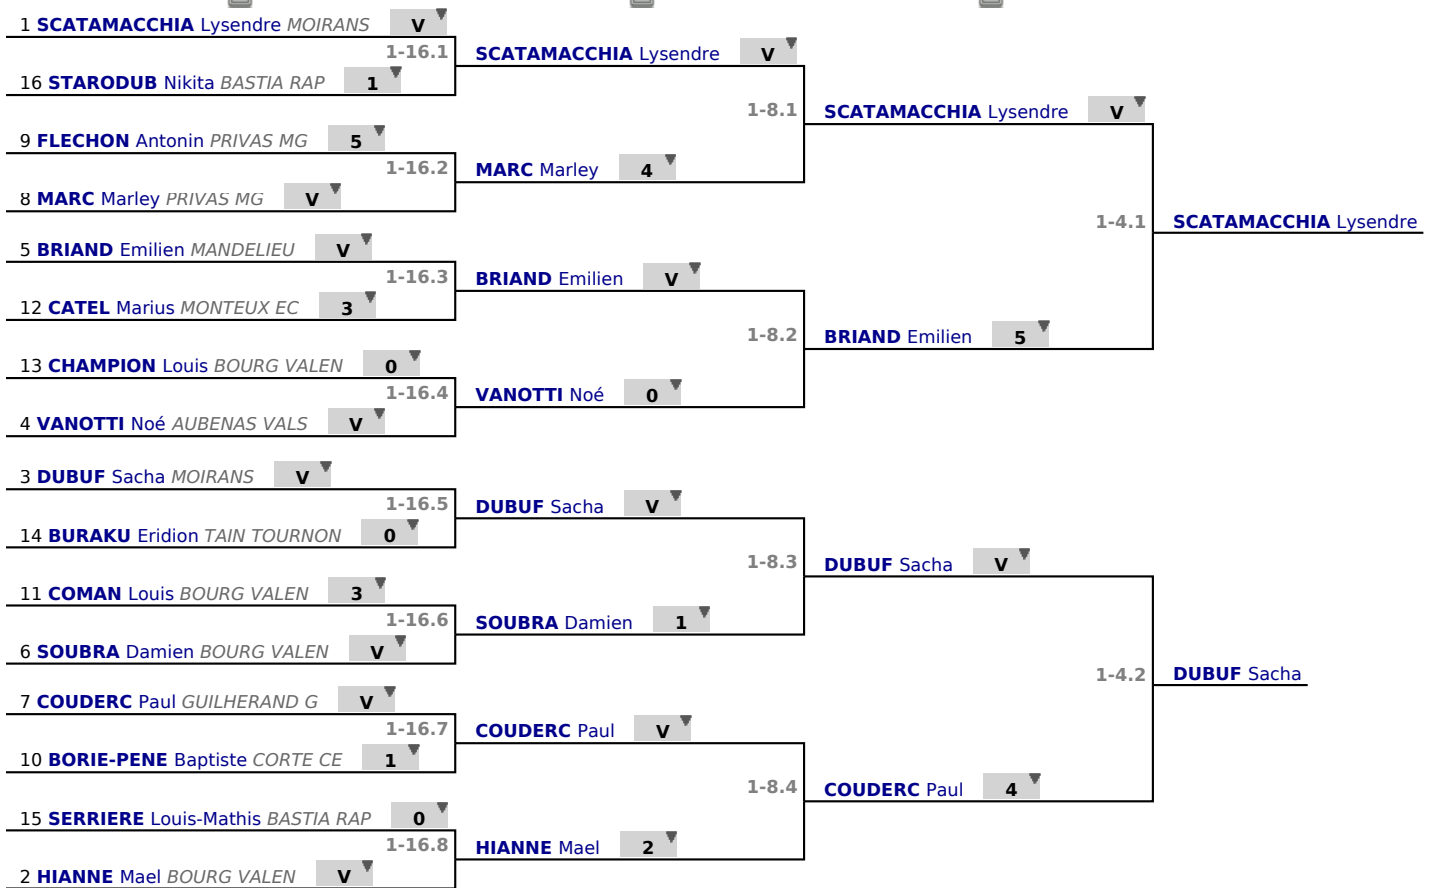 1 SCATAMACCHIA Lysendre MOIRANS V
1-16.1
16 STARODUB Nikita BASTIA RAP 1
9 FLECHON Antonin PRIVAS MG 5
1-16.2
8 MARC Marley PRIVAS MG V
5 BRIAND Emilien MANDELIEU V
1-16.3
12 CATEL Marius MONTEUX EC 3
13 CHAMPION Louis BOURG VALEN 0
1-16.4
4 VANOTTI Noé AUBENAS VALS V
3 DUBUF Sacha MOIRANS V
1-16.5
14 BURAKU Eridion TAIN TOURNON 0
11 COMAN Louis BOURG VALEN 3
1-16.6
6 SOUBRA Damien BOURG VALEN V
7 COUDERC Paul GUILHERAND G V
1-16.7
10 BORIE-PENE Baptiste CORTE CE 1
15 SERRIERE Louis-Mathis BASTIA RAP 0
1-16.8
2 HIANNE Mael BOURG VALEN V
SCATAMACCHIA Lysendre V
1-8.1
MARC Marley 4
BRIAND Emilien V
1-8.2
VANOTTI Noé 0
DUBUF Sacha V
1-8.3
SOUBRA Damien 1
COUDERC Paul V
1-8.4
HIANNE Mael 2
SCATAMACCHIA Lysendre V
1-4.1
BRIAND Emilien 5
DUBUF Sacha V
1-4.2
COUDERC Paul 4
SCATAMACCHIA Lysendre
DUBUF Sacha